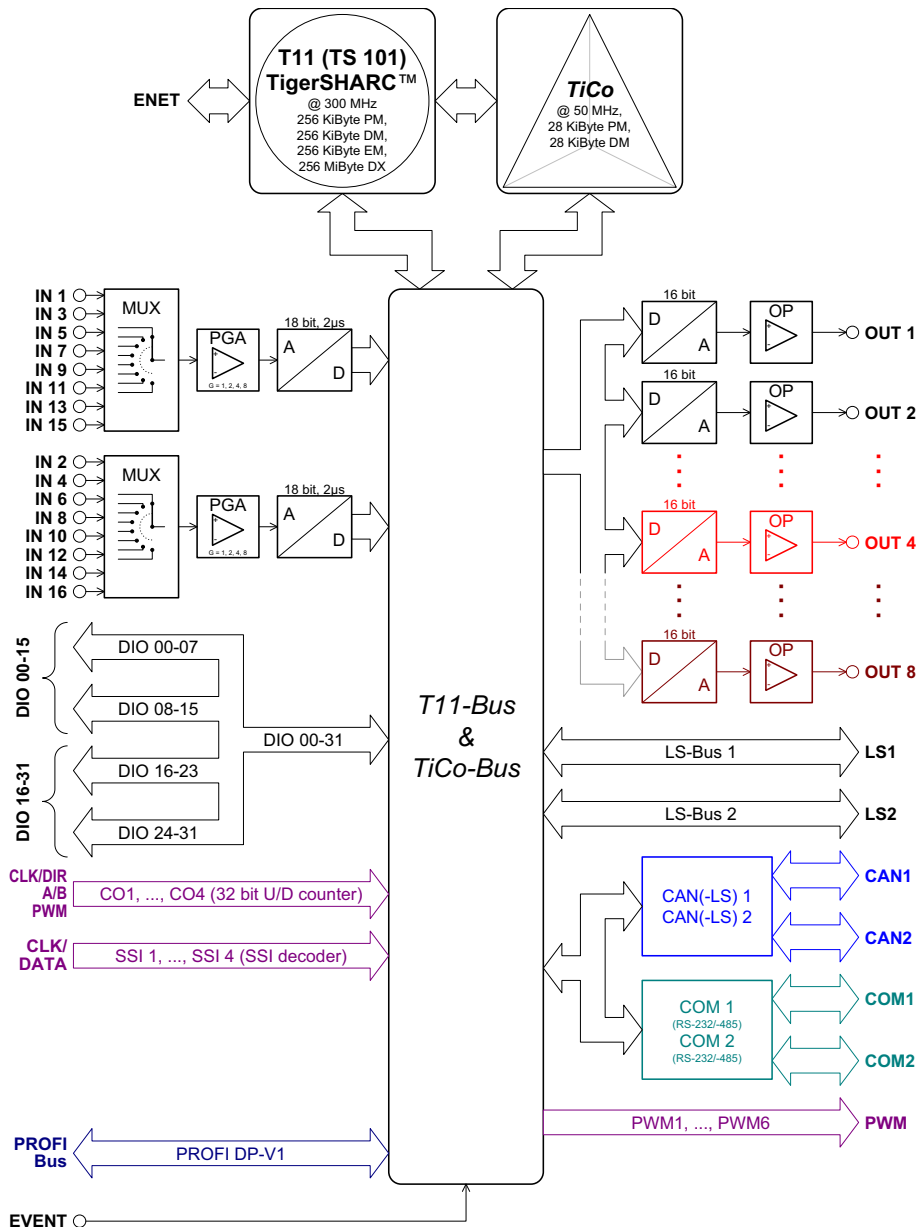 T11 (TS 101)
TigerSHARC™
@ 300 MHz
256 KiByte PM,
256 KiByte DM,
256 KiByte EM,
256 MiByte DX
ENET
TiCo
@ 50 MHz,
28 KiByte PM,
28 KiByte DM
IN 1
IN 3
IN 5
IN 7
IN 9
IN 11
IN 13
IN 15
MUX
PGA
+
-
G = 1, 2, 4, 8
18 bit, 2µs
A
D
IN 2
IN 4
IN 6
IN 8
IN 10
IN 12
IN 14
IN 16
MUX
PGA
+
-
G = 1, 2, 4, 8
18 bit, 2µs
A
D
DIO 00-15
DIO 00-07
DIO 08-15
DIO 16-31
DIO 16-23
DIO 24-31
DIO 00-31
CLK/DIR
A/B
PWM
CO1, ..., CO4 (32 bit U/D counter)
CLK/
DATA
SSI 1, ..., SSI 4 (SSI decoder)
PROFI
Bus
PROFI DP-V1
EVENT
T11-Bus
&
TiCo-Bus
16 bit
D
A
OP
+
-
OUT 1
16 bit
D
A
OP
+
-
OUT 2
16 bit
D
A
OP
+
-
OUT 4
16 bit
D
A
OP
+
-
OUT 8
LS-Bus 1
LS1
LS-Bus 2
LS2
CAN(-LS) 1
CAN(-LS) 2
CAN1
CAN2
COM 1
(RS-232/-485)
COM 2
(RS-232/-485)
COM1
COM2
PWM1, ..., PWM6
PWM